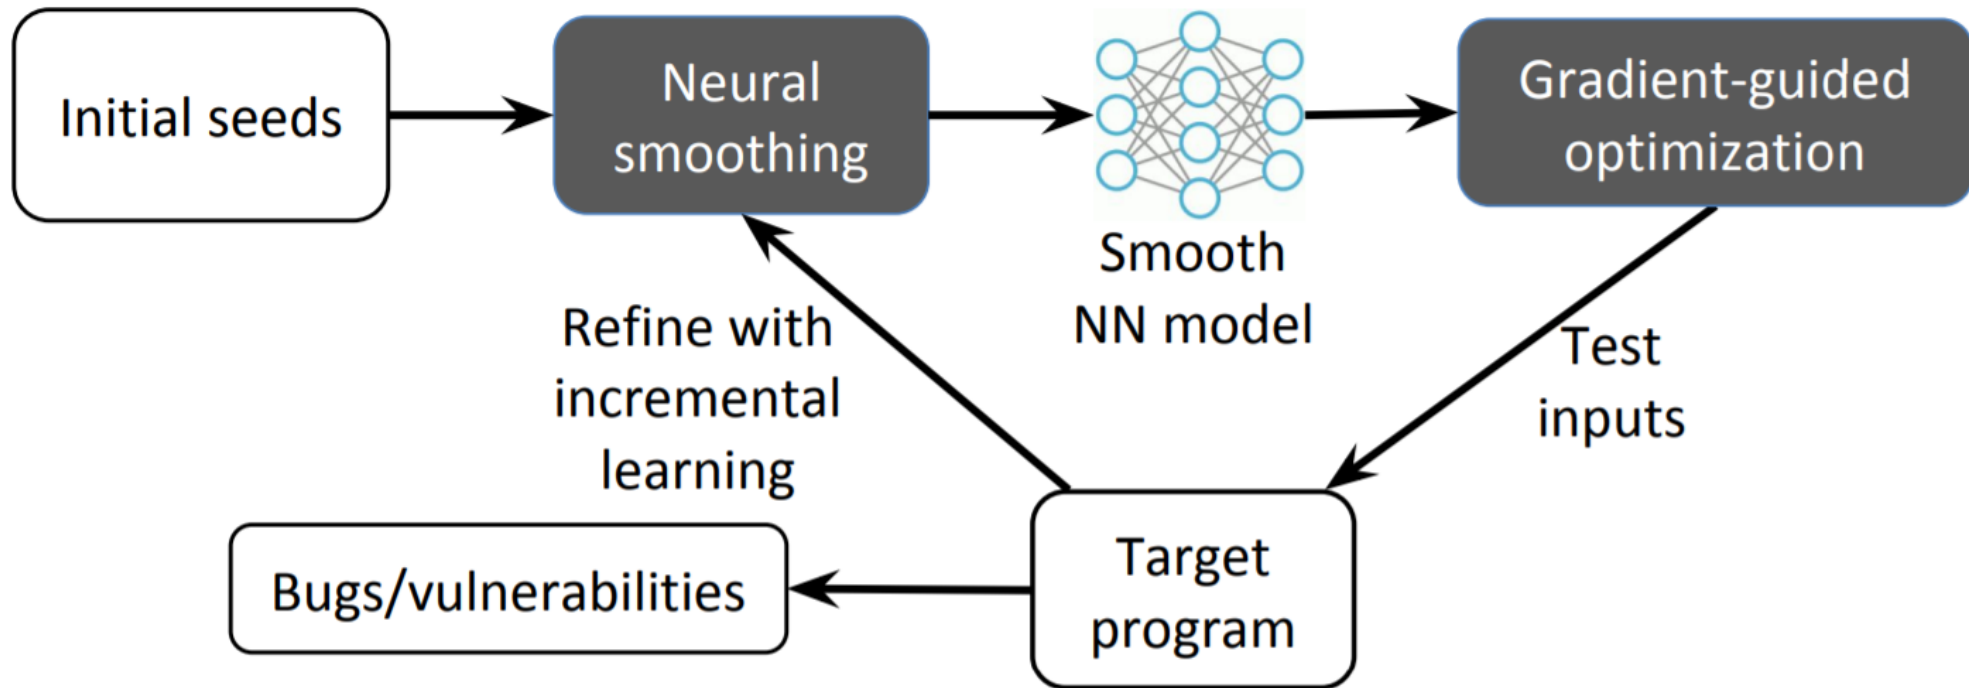 Initial seeds
Neural
smoothing
Gradient-guided
optimization
Smooth
NN model
Refine with
incremental
learning
Test
inputs
Bugs/vulnerabilities
Target
program